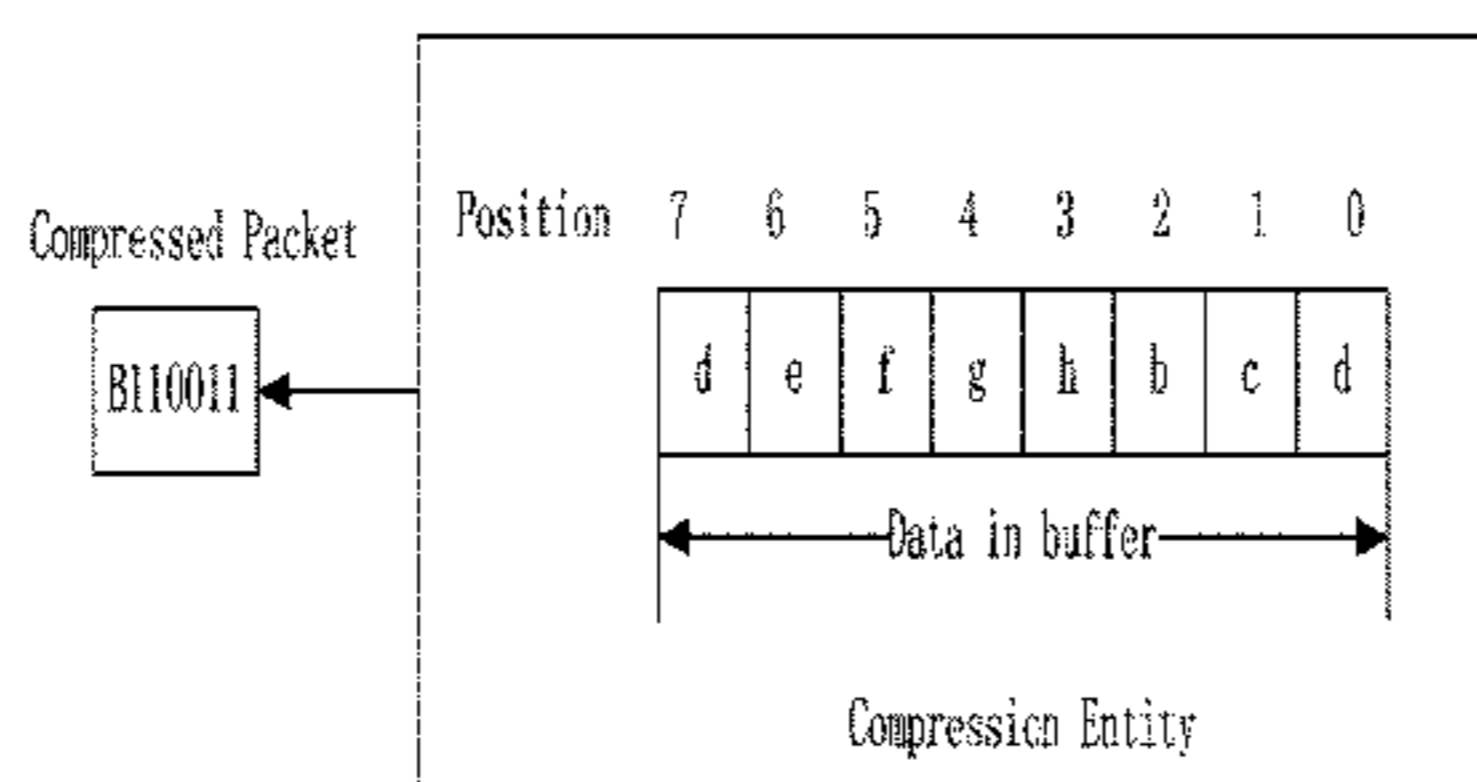 Compressed Packet
B110011
Position 7 6 5 4 3 2 1 0
d e f g h b c d
Data in buffer
Compression Entity